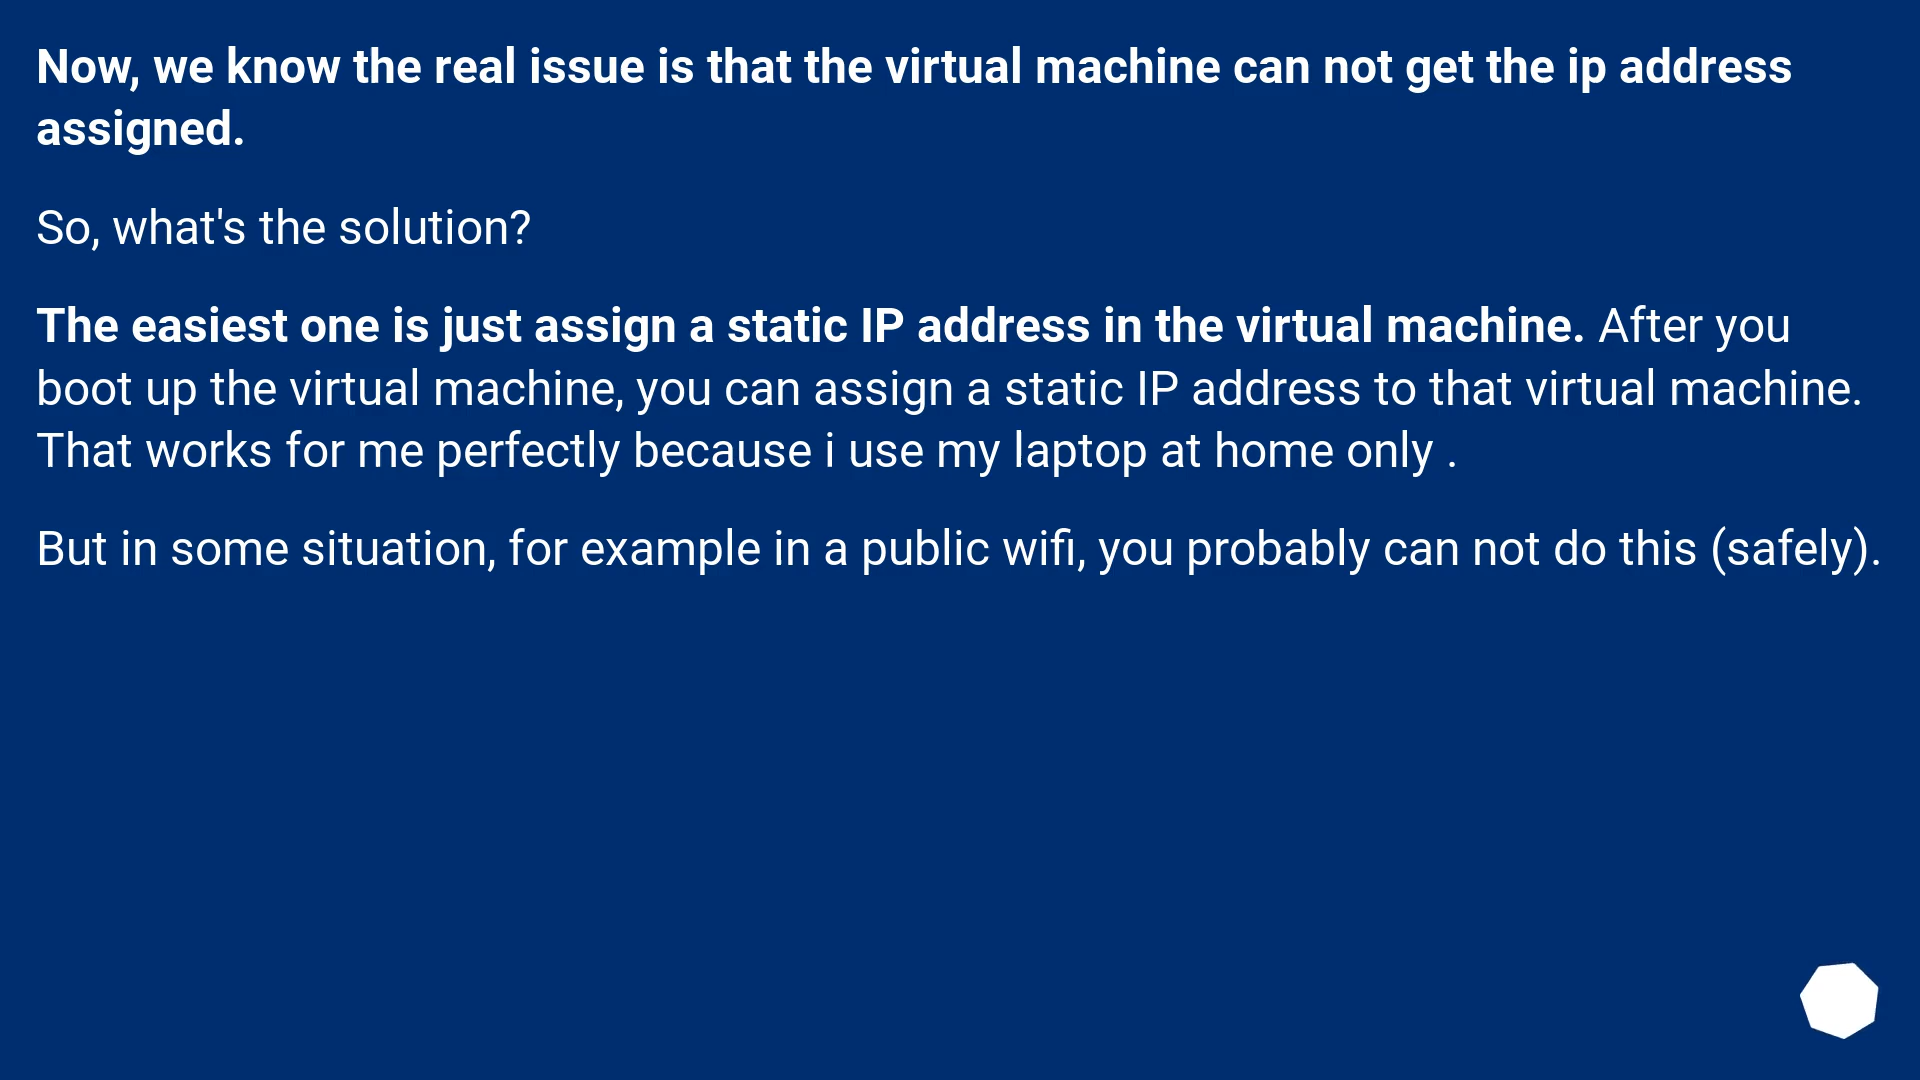 Now, we know the real issue is that the virtual machine can not get the ip address
assigned.
So, what's the solution?
The easiest one is just assign a static IP address in the virtual machine. After you
boot up the virtual machine, you can assign a static IP address to that virtual machine.
That works for me perfectly because i use my laptop at home only .
But in some situation, for example in a public wifi, you probably can not do this (safely).